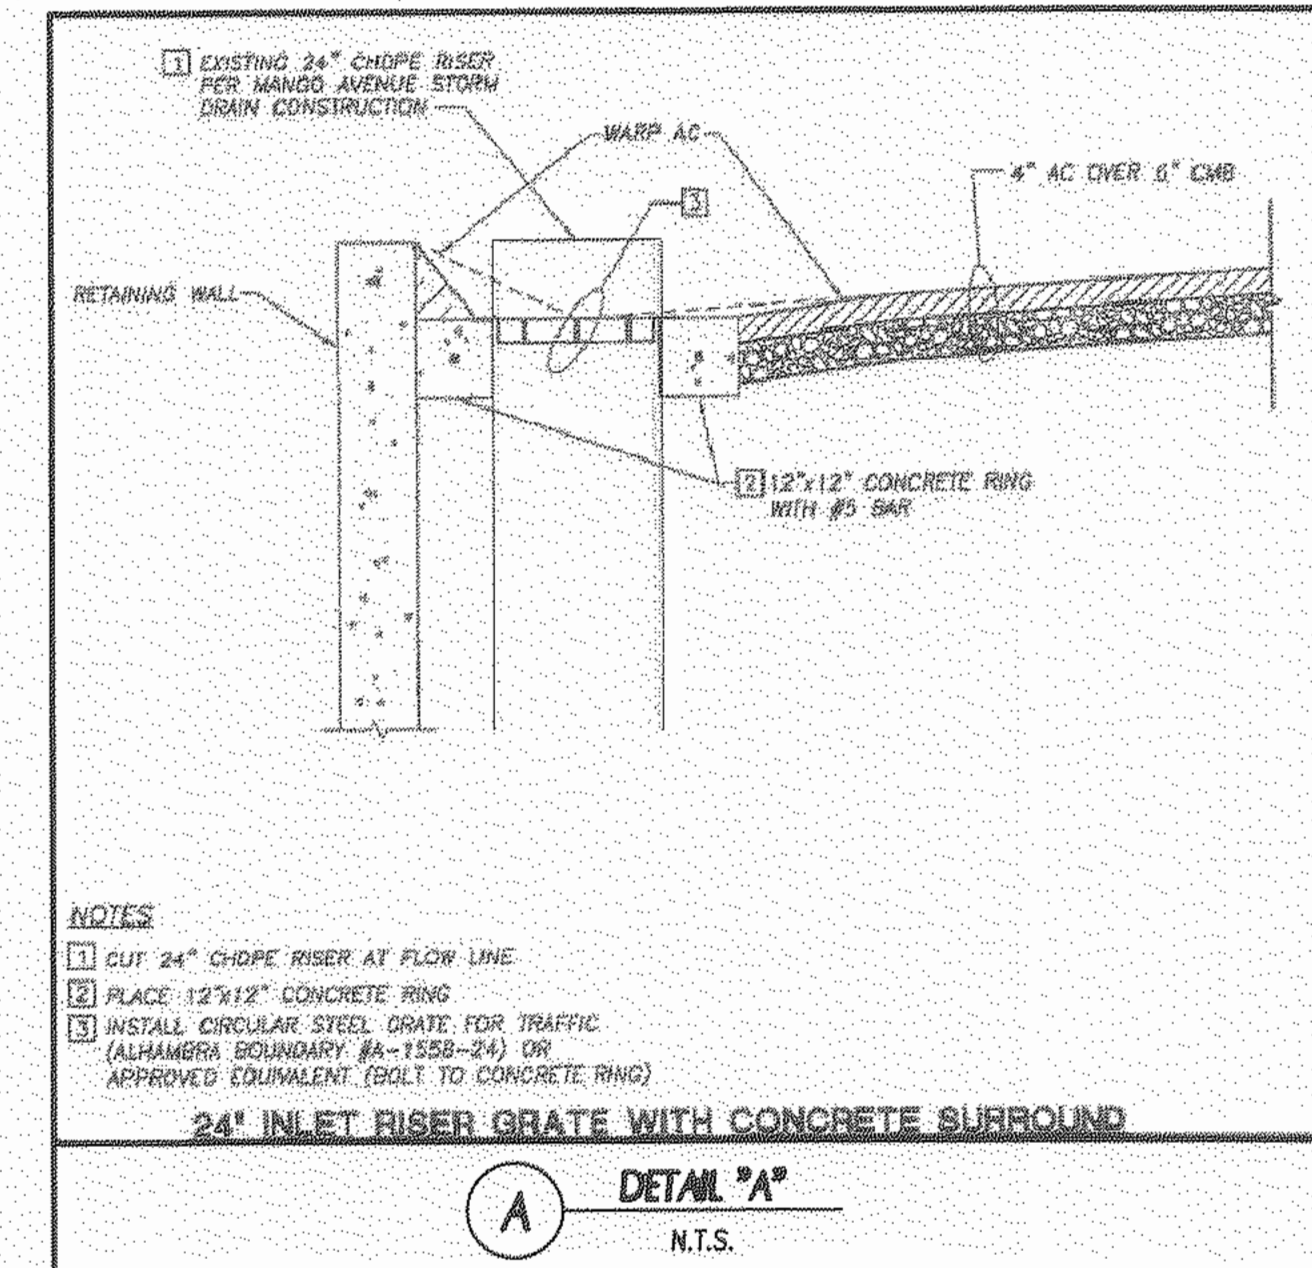 1 EXISTING 24" CHDPE RISER
PER MANGO AVENUE STORM
DRAIN CONSTRUCTION
WARP AC
4" AC OVER 6" CMB
3
RETAINING WALL
2 12"x12" CONCRETE RING
WITH #5 BAR
NOTES
1 CUT 24" CHDPE RISER AT FLOW LINE
2 PLACE 12"x12" CONCRETE RING
3 INSTALL CIRCULAR STEEL GRATE FOR TRAFFIC
(ALHAMBRA BOUNDARY #A-1558-24) OR
APPROVED EQUIVALENT (BOLT TO CONCRETE RING)
24" INLET RISER GRATE WITH CONCRETE SURROUND
A DETAIL "A"
N.T.S.